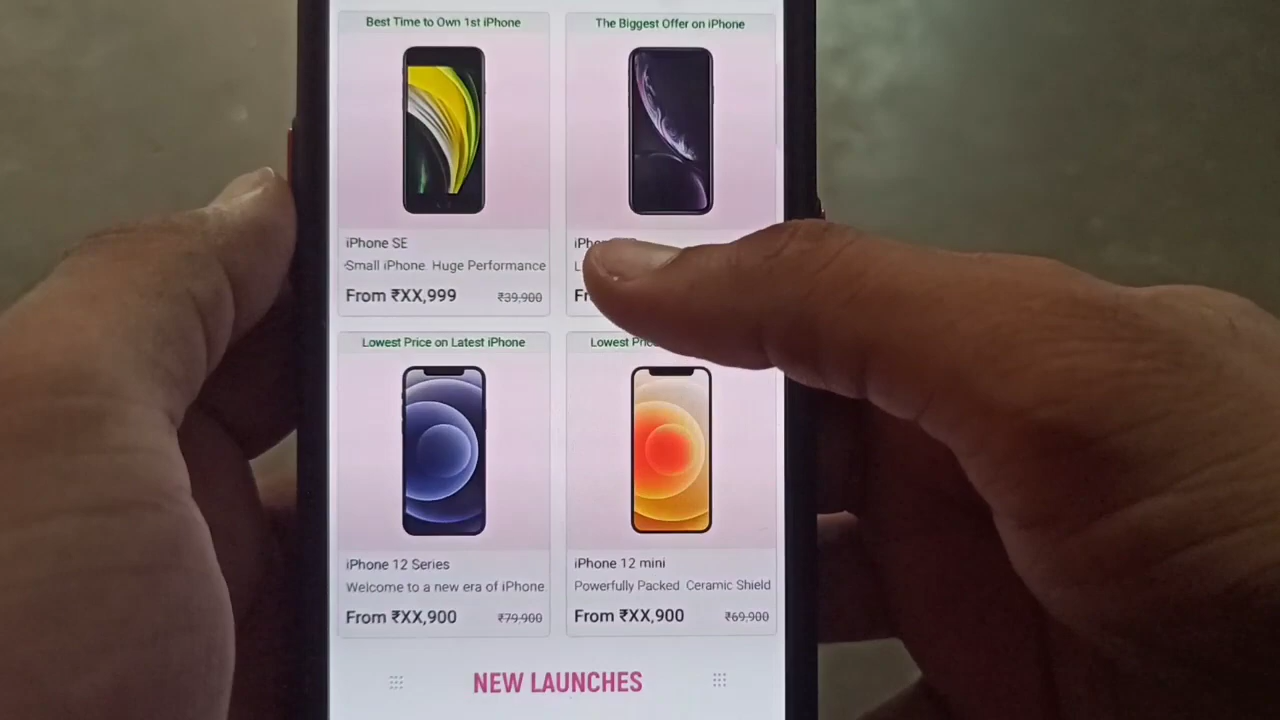 Best Time to Own 1st iPhone
The Biggest Offer on iPhone
iPhone SE
Small iPhone Huge Performance
From ₹XX,999 ₹39,900
Lowest Price on Latest iPhone
Lowest
iPhone 12 Series
Welcome to a new era of iPhone
From ₹XX,900 ₹79,900
iPhone 12 mini
Powerfully Packed Ceramic Shield
From ₹XX,900 ₹69,900
NEW LAUNCHES